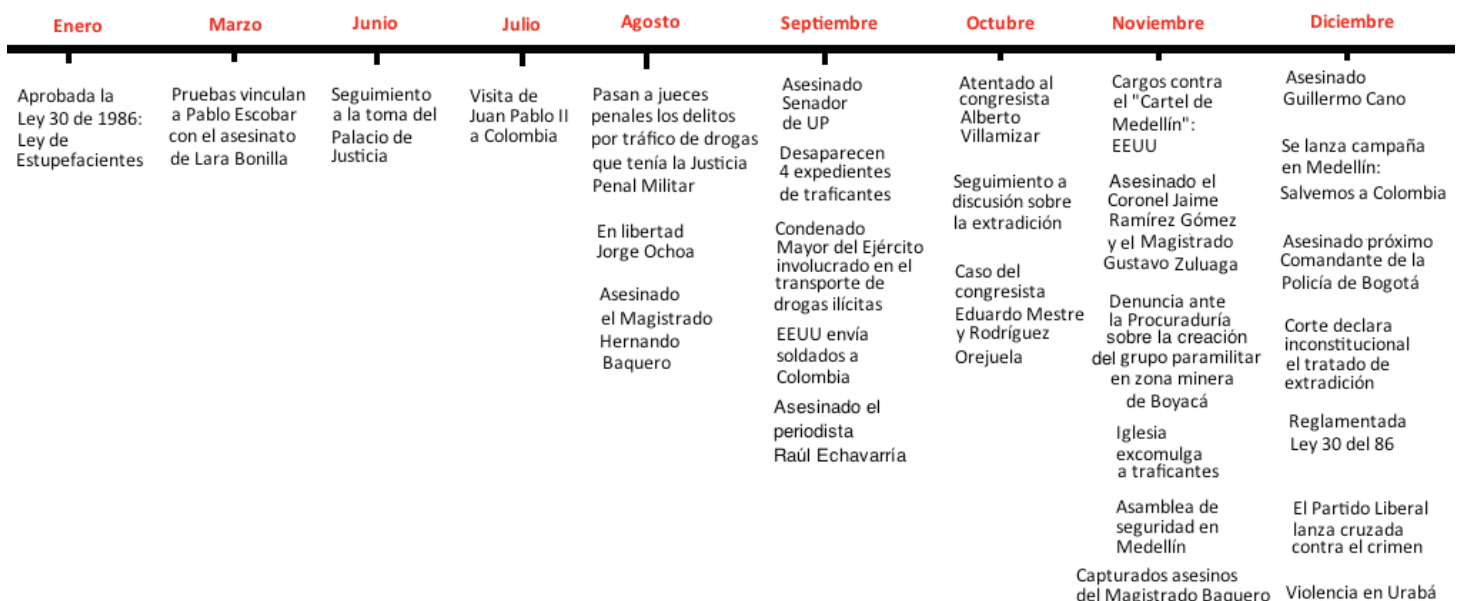 Enero
Aprobada la
Ley 30 de 1986:
Ley de
Estupefacientes
Marzo
Pruebas vinculan
a Pablo Escobar
con el asesinato
de Lara Bonilla
Junio
Seguimiento
a la toma del
Palacio de
Justicia
Julio
Visita de
Juan Pablo II
a Colombia
Agosto
Pasan a jueces
penales los delitos
por tráfico de drogas
que tenía la Justicia
Penal Militar
En libertad
Jorge Ochoa
Asesinado
el Magistrado
Hernando
Baquero
Septiembre
Asesinado
Senador
de UP
Desaparecen
4 expedientes
de traficantes
Condenado
Mayor del Ejército
involucrado en el
transporte de
drogas ilícitas
EEUU envía
soldados a
Colombia
Asesinado el
periodista
Raúl Echavarría
Octubre
Atentado al
congresista
Alberto
Villamizar
Seguimiento a
discusión sobre
la extradición
Caso del
congresista
Eduardo Mestre
y Rodríguez
Orejuela
Noviembre
Cargos contra
el "Cartel de
Medellín":
EEUU
Asesinado el
Coronel Jaime
Ramírez Gómez
y el Magistrado
Gustavo Zuluaga
Denuncia ante
la Procuraduría
sobre la creación
del grupo paramilitar
en zona minera
de Boyacá
Iglesia
excomulga
a traficantes
Asamblea de
seguridad en
Medellín
Capturados asesinos
del Magistrado Baquero
Diciembre
Asesinado
Guillermo Cano
Se lanza campaña
en Medellín:
Salvemos a Colombia
Asesinado próximo
Comandante de la
Policía de Bogotá
Corte declara
inconstitucional
el tratado de
extradición
Reglamentada
Ley 30 del 86
El Partido Liberal
lanza cruzada
contra el crimen
Violencia en Urabá